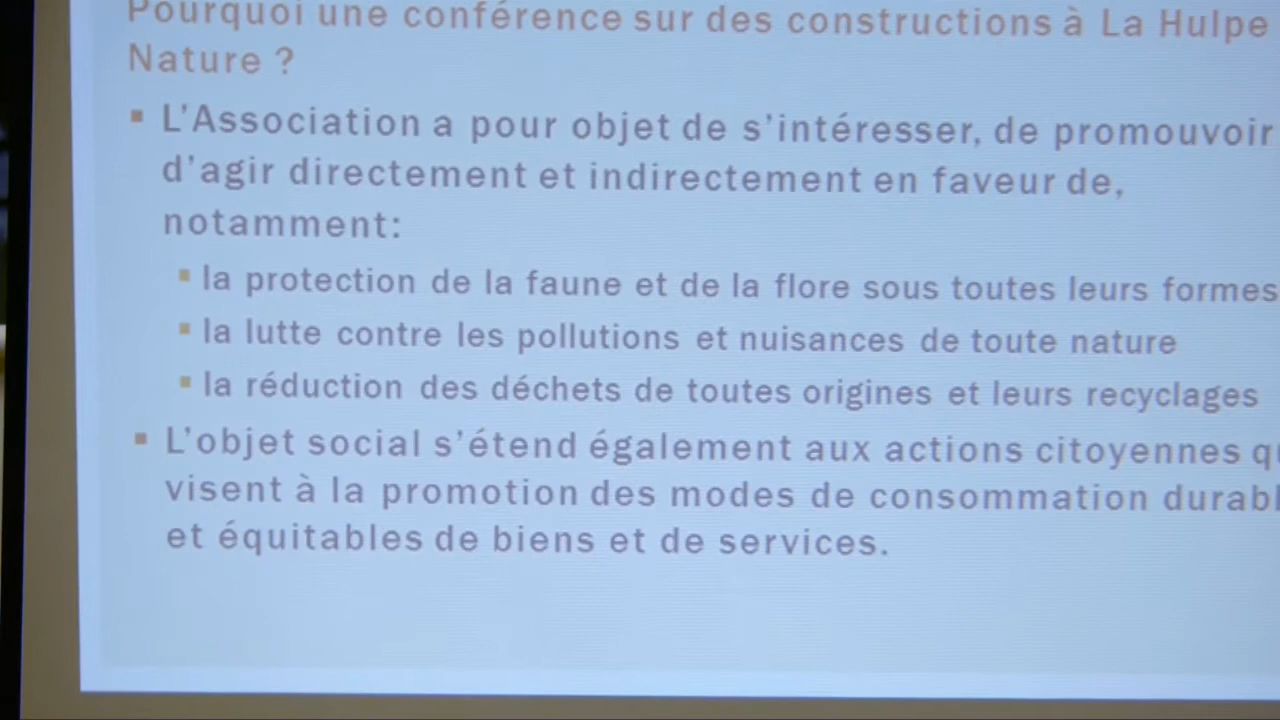 Pourquoi une conférence sur des constructions à La Hulpe
Nature ?
▪ L'Association a pour objet de s'intéresser, de promouvoir
d'agir directement et indirectement en faveur de,
notamment:
▪ la protection de la faune et de la flore sous toutes leurs formes
▪ la lutte contre les pollutions et nuisances de toute nature
▪ la réduction des déchets de toutes origines et leurs recyclages
▪ L'objet social s'étend également aux actions citoyennes
visent à la promotion des modes de consommation
et équitables de biens et de services.